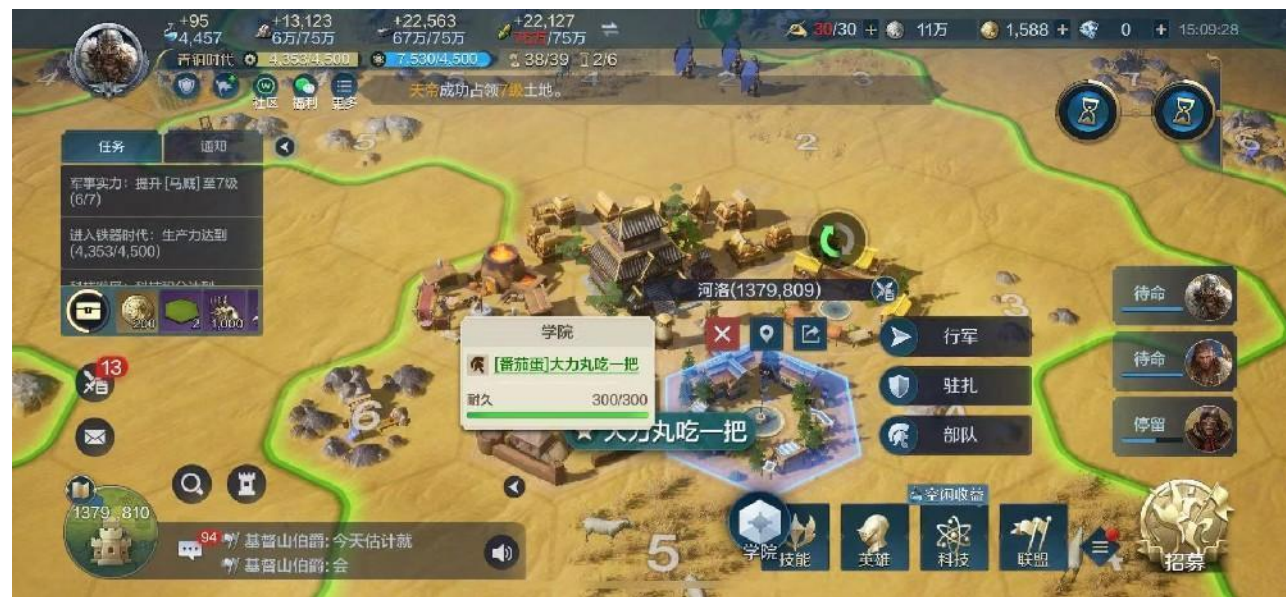 +95
4,457
+13,123
6万/75万
+22,563
67万/75万
+22,127
/75万
30/30
11万
1,588
0
15:09:28
青铜时代
4,353/4,500
7,530/4,500
38/39
2/6
社区
福利
更多
天帝成功占领7级土地。
任务
通知
军事实力：提升[马厩]至7级
(6/7)
进入铁器时代：生产力达到
(4,353/4,500)
200
2
1,000
13
2
3
6
5
河洛(1379,809)
学院
[番茄蛋]大力丸吃一把
耐久
300/300
大力丸吃一把
行军
驻扎
部队
待命
待命
停留
1379
810
94
基督山伯爵: 今天估计就
基督山伯爵: 会
空闲收益
学院
技能
英雄
科技
联盟
招募